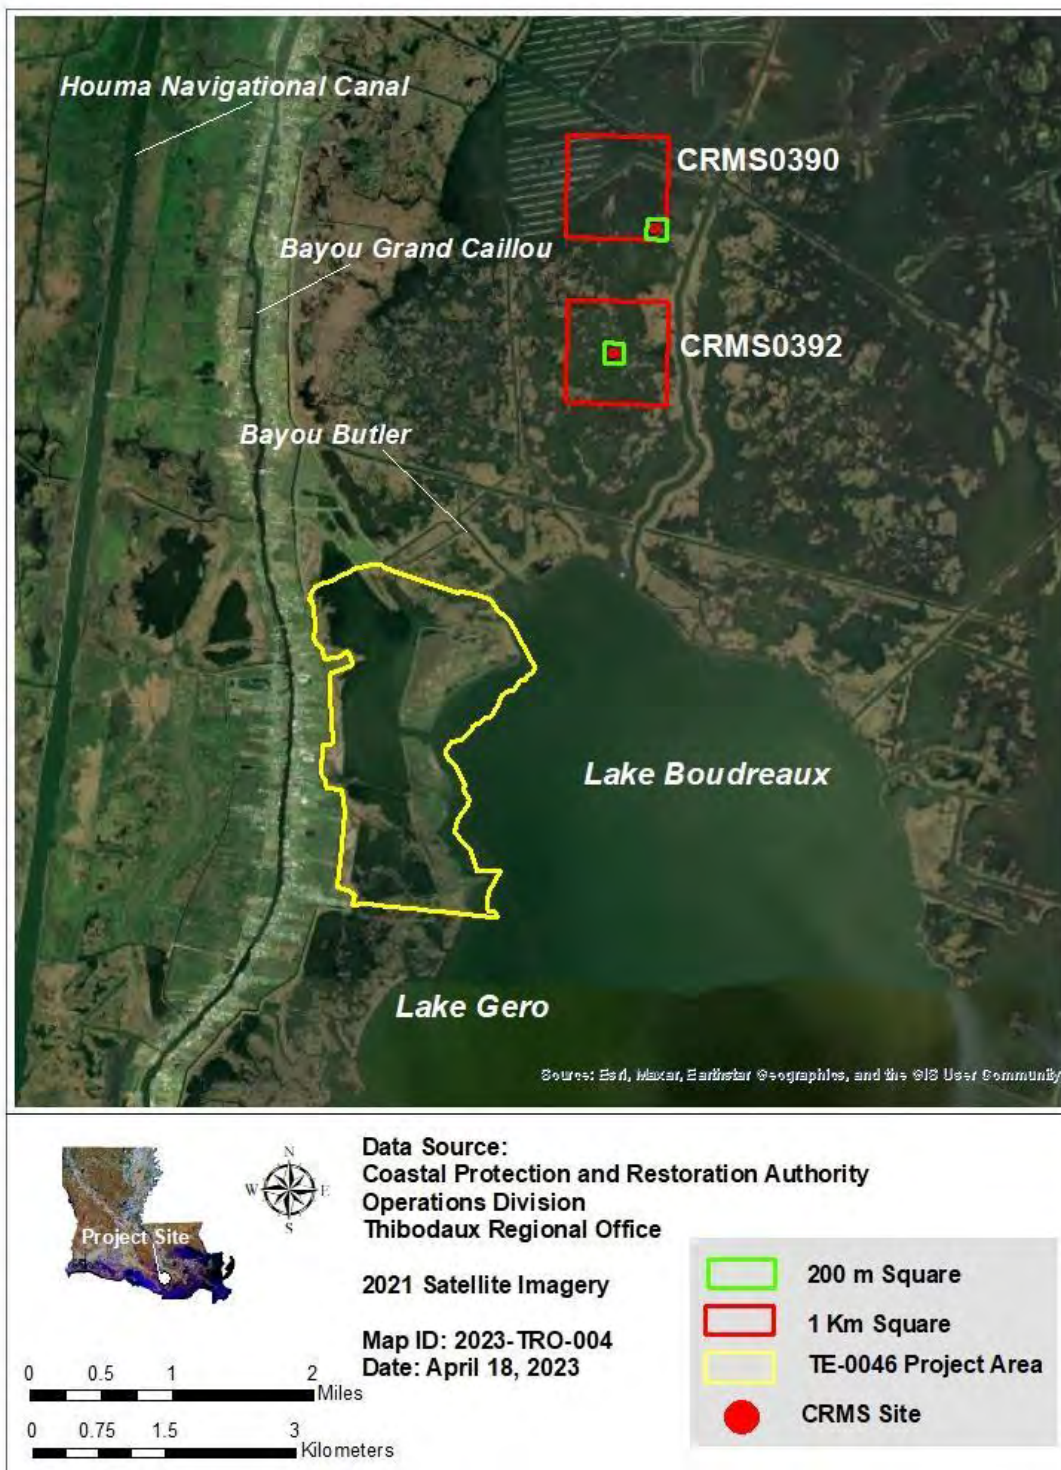 Houma Navigational Canal
CRMS0390
Bayou Grand Caillou
CRMS0392
Bayou Butler
Lake Boudreaux
Lake Gero
Source: Esri, Maxar, Earthstar Geographics, and the GIS User Community
Data Source:
Coastal Protection and Restoration Authority
Operations Division
Thibodaux Regional Office
2021 Satellite Imagery
Map ID: 2023-TRO-004
Date: April 18, 2023
Project Site
N
W E
S
0 0.5 1 2
Miles
0 0.75 1.5 3
Kilometers
200 m Square
1 Km Square
TE-0046 Project Area
CRMS Site